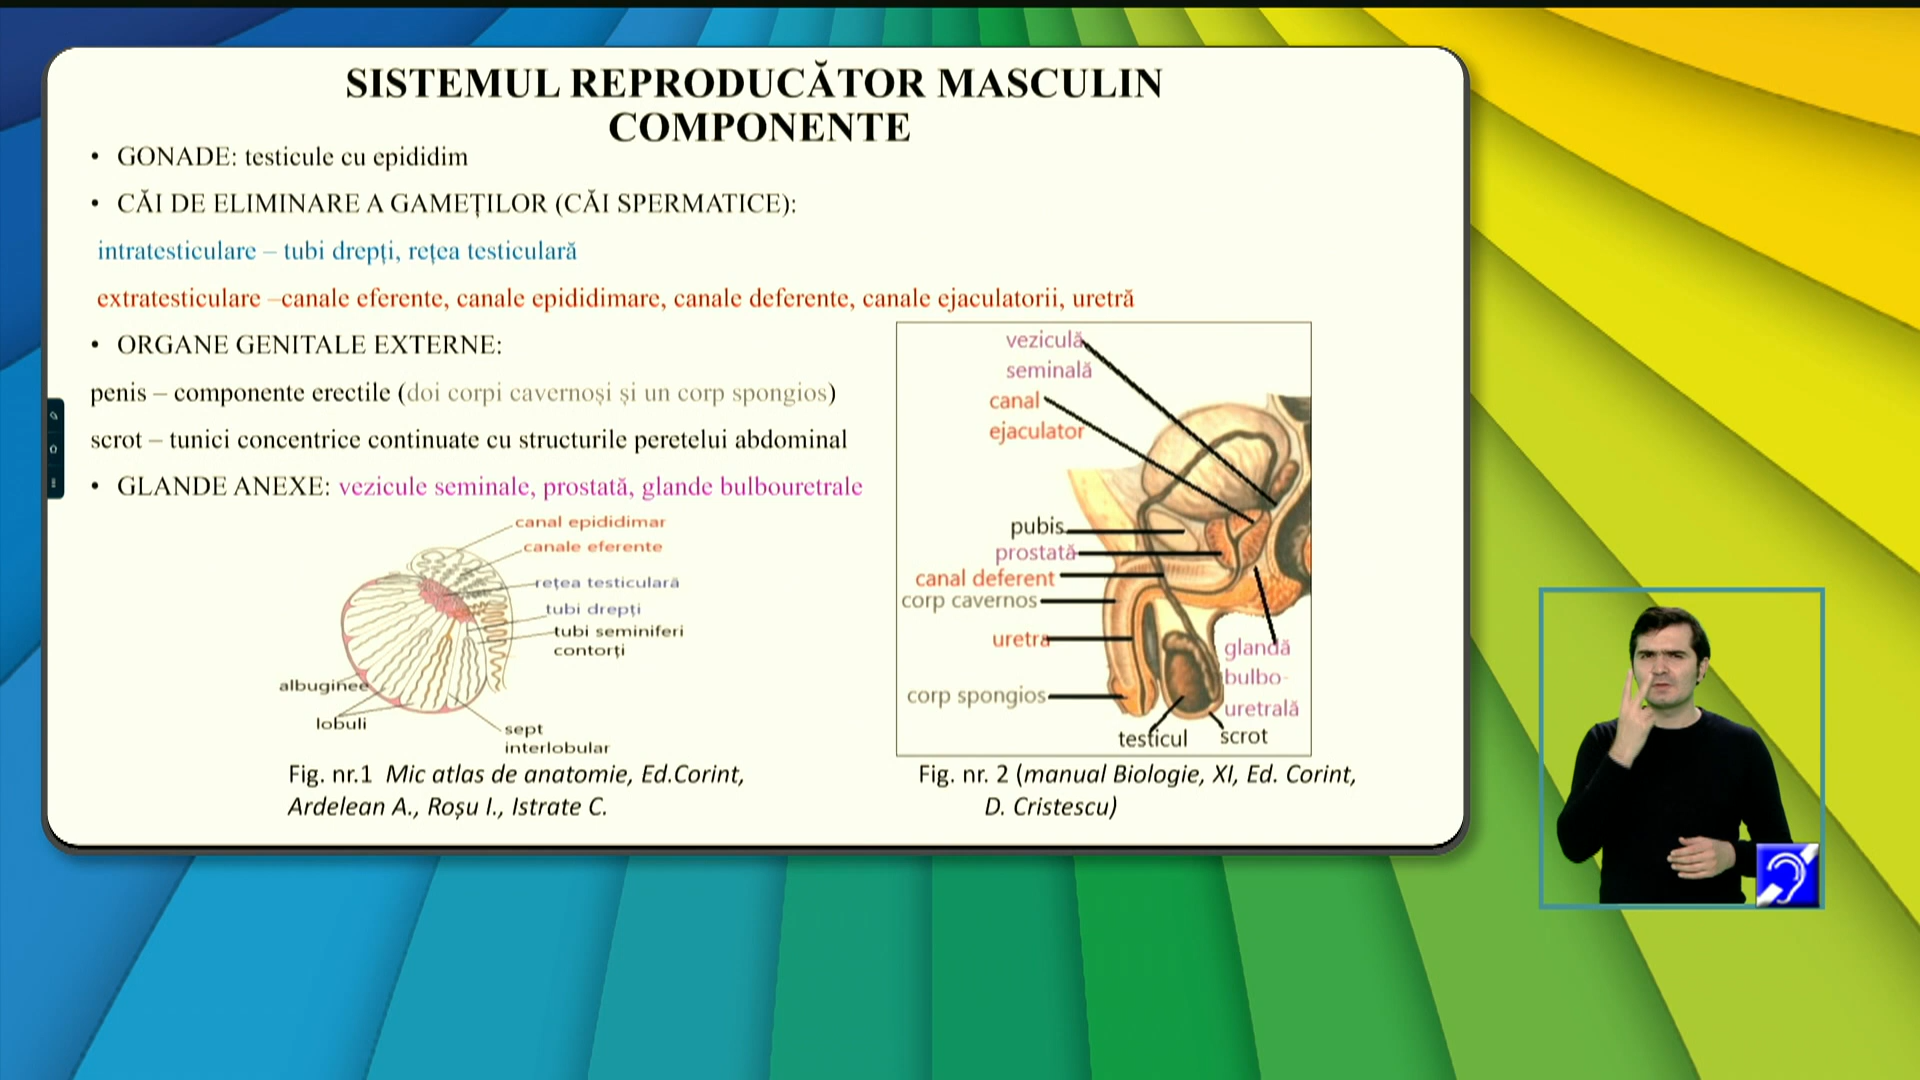 SISTEMUL REPRODUCĂTOR MASCULIN
COMPONENTE
• GONADE: testicule cu epididim
• CĂI DE ELIMINARE A GAMEȚILOR (CĂI SPERMATICE):
intratesticulare – tubi drepți, rețea testiculară
extratesticulare –canale eferente, canale epididimare, canale deferente, canale ejaculatorii, uretră
• ORGANE GENITALE EXTERNE:
penis – componente erectile (doi corpi cavernoși și un corp spongios)
scrot – tunici concentrice continuate cu structurile peretelui abdominal
• GLANDE ANEXE: vezicule seminale, prostată, glande bulbouretrale
canal epididimar
canale eferente
rețea testiculară
tubi drepți
tubi seminiferi
contorți
albuginee
lobuli
sept
interlobular
Fig. nr.1 Mic atlas de anatomie, Ed.Corint,
Ardelean A., Roșu I., Istrate C.
veziculă
seminală
canal
ejaculator
pubis
prostată
canal deferent
corp cavernos
uretra
corp spongios
testicul
scrot
glandă
bulbo-
uretrală
Fig. nr. 2 (manual Biologie, XI, Ed. Corint,
D. Cristescu)